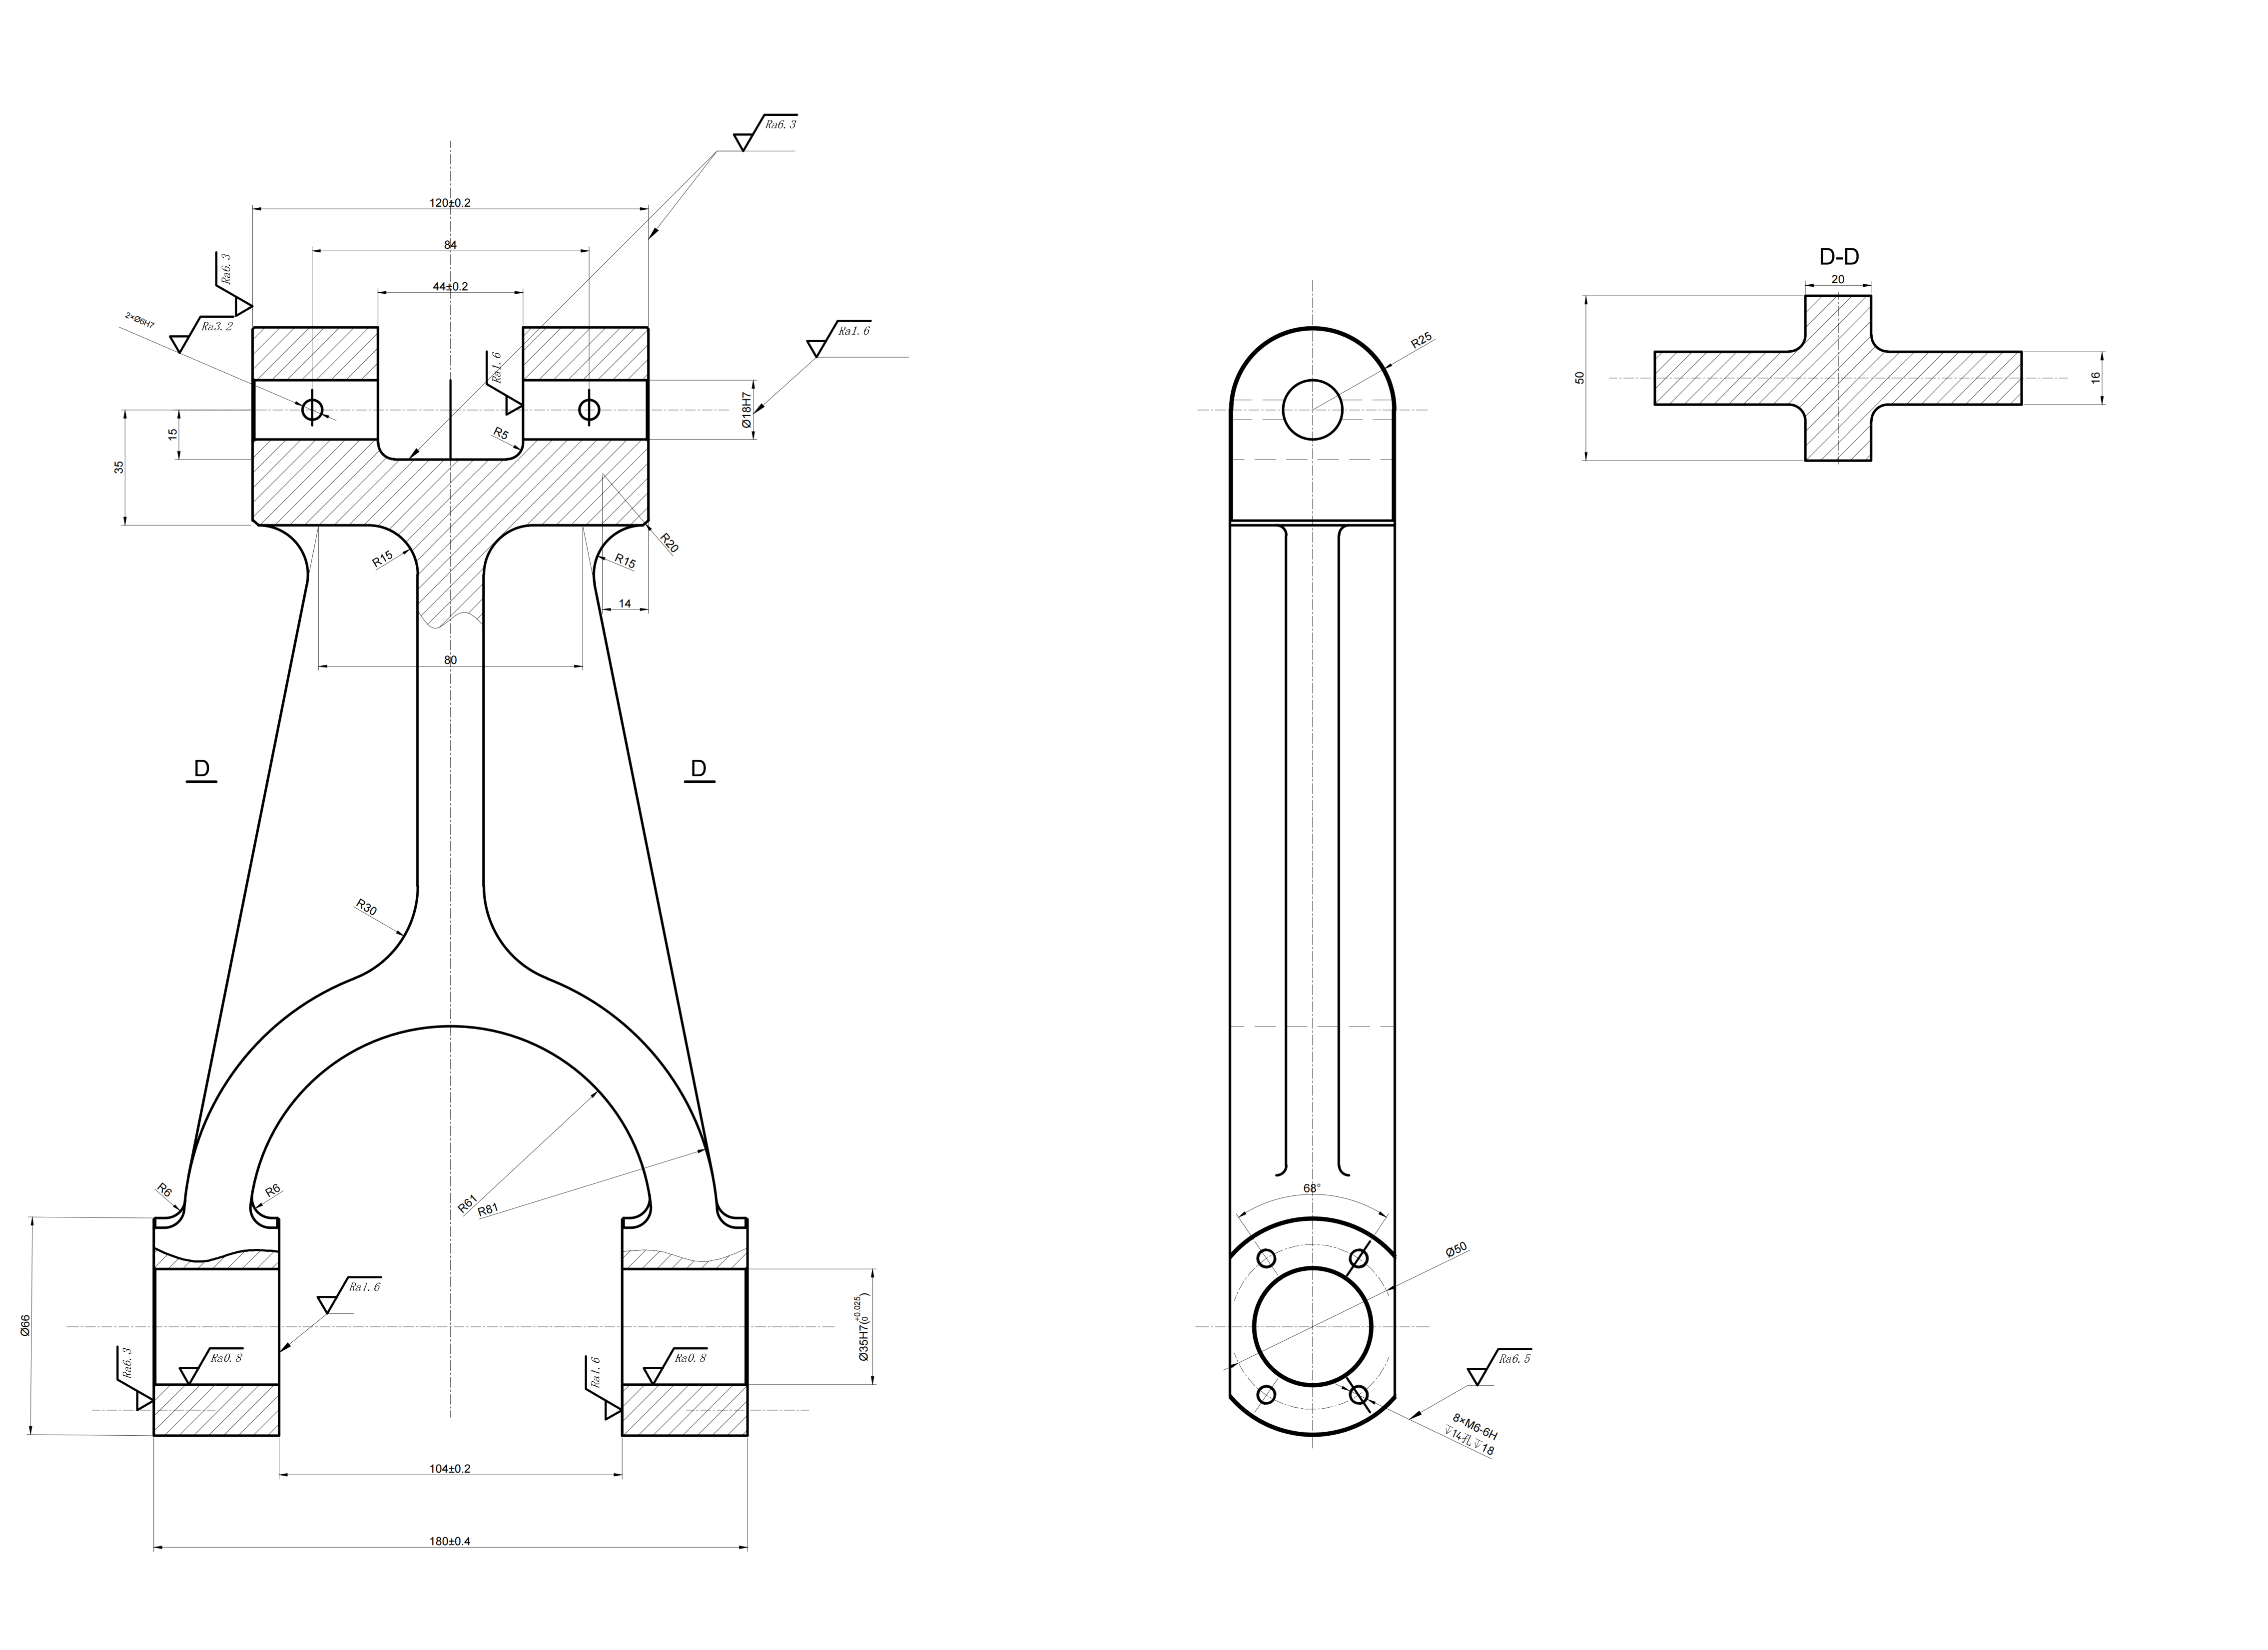 Ra6.3
120±0.2
84
Ra6.3
44±0.2
2×Ø6H7
Ra3.2
Ra1.6
Ra1.6
Ø18H7
15
35
R5
R15
R15
R20
14
80
D
D
R30
R61
R81
R6
R6
Ø66
Ra1.6
Ra6.3
Ra0.8
Ra1.6
Ra0.8
Ø35H7(+0.025 0)
104±0.2
180±0.4
R25
68°
Ø50
Ra6.5
8×M6-6H
↧14孔↧18
D-D
20
50
16